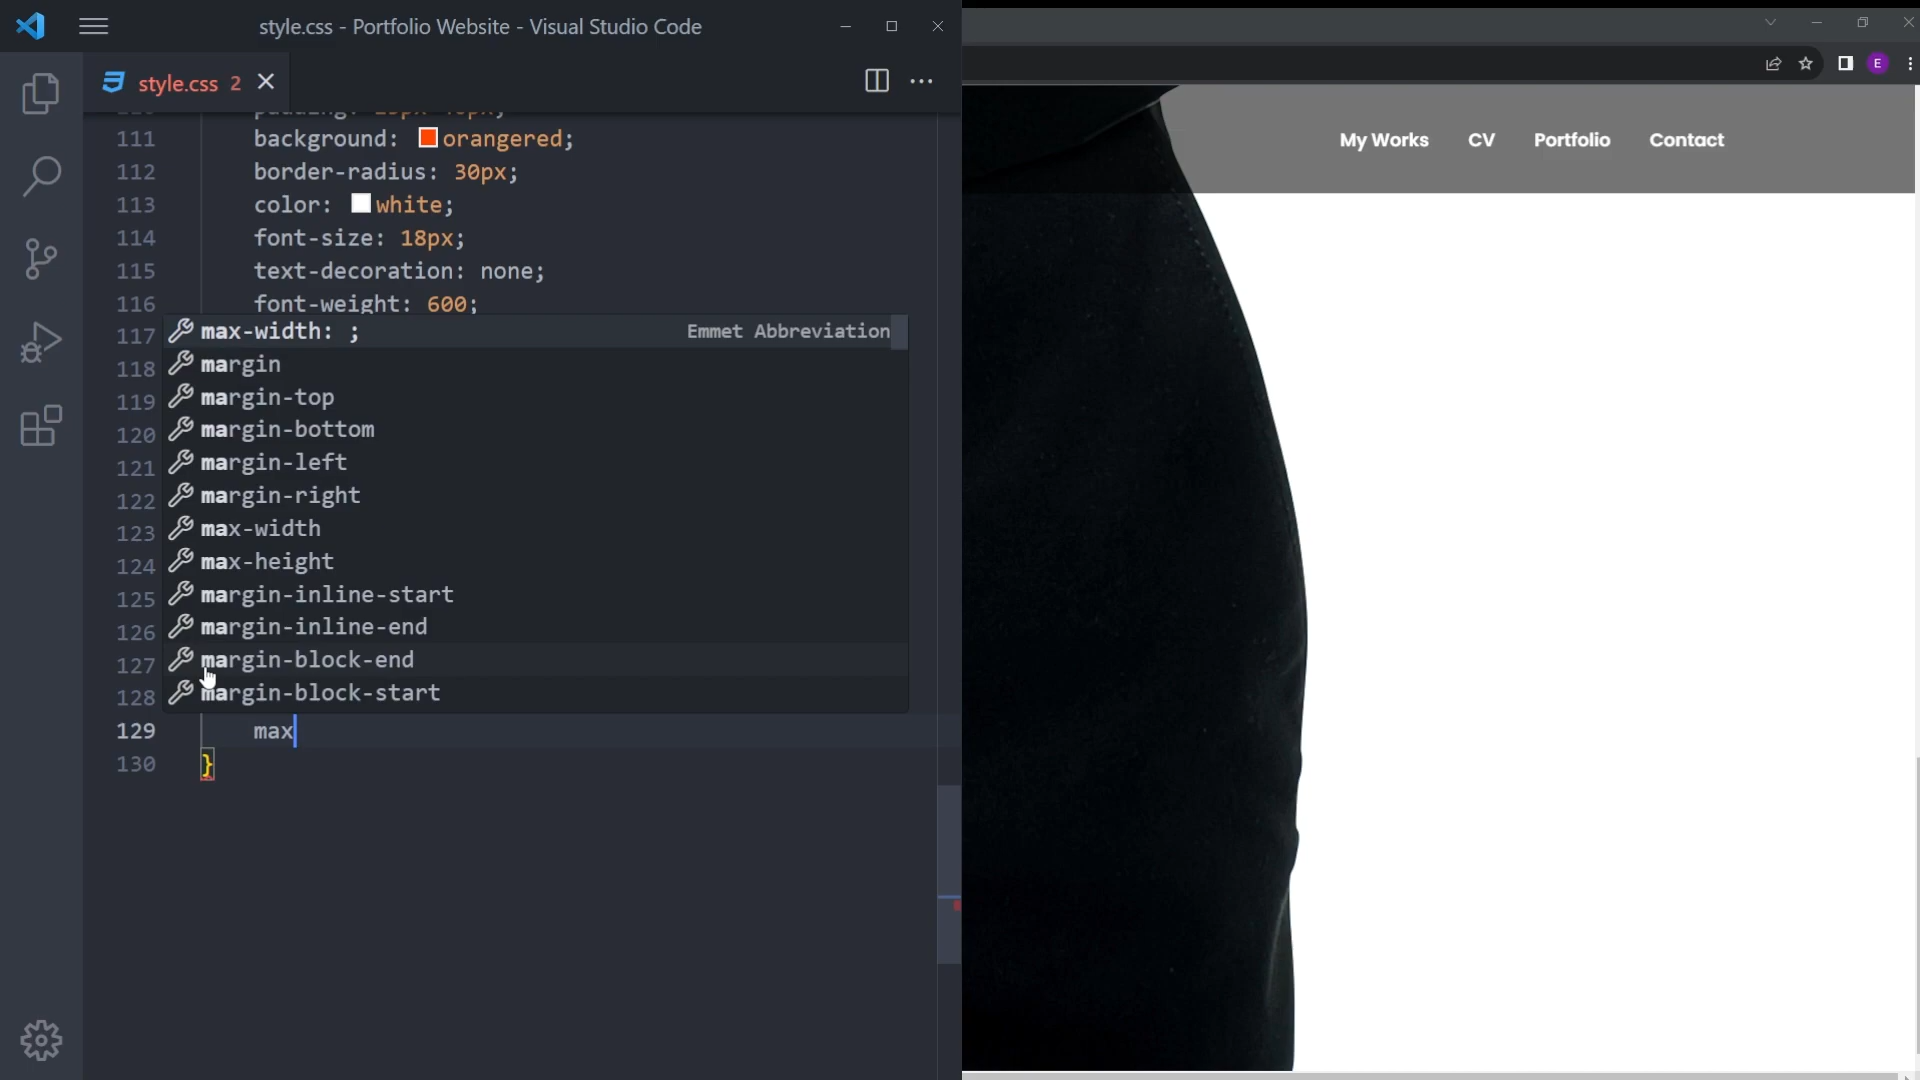 style.css - Portfolio Website - Visual Studio Code
style.css 2
E
My Works CV Portfolio Contact
111 background: orangered;
112 border-radius: 30px;
113 color: white;
114 font-size: 18px;
115 text-decoration: none;
116 font-weight: 600;
117 max-width: ; Emmet Abbreviation
118 margin
119 margin-top
120 margin-bottom
121 margin-left
122 margin-right
123 max-width
124 max-height
125 margin-inline-start
126 margin-inline-end
127 margin-block-end
128 margin-block-start
129 max
130 }